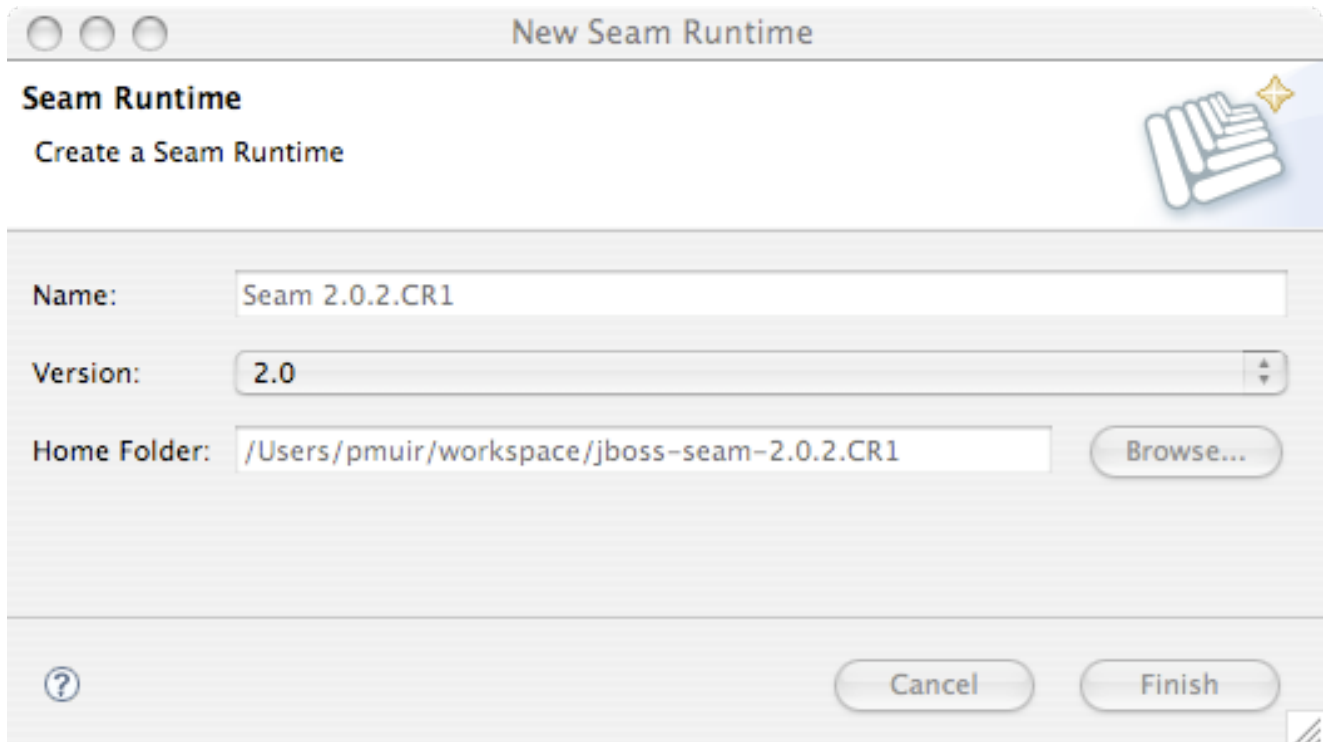 New Seam Runtime
Seam Runtime
Create a Seam Runtime
Name: Seam 2.0.2.CR1
Version: 2.0
Home Folder: /Users/pmuir/workspace/jboss-seam-2.0.2.CR1 Browse...
? Cancel Finish